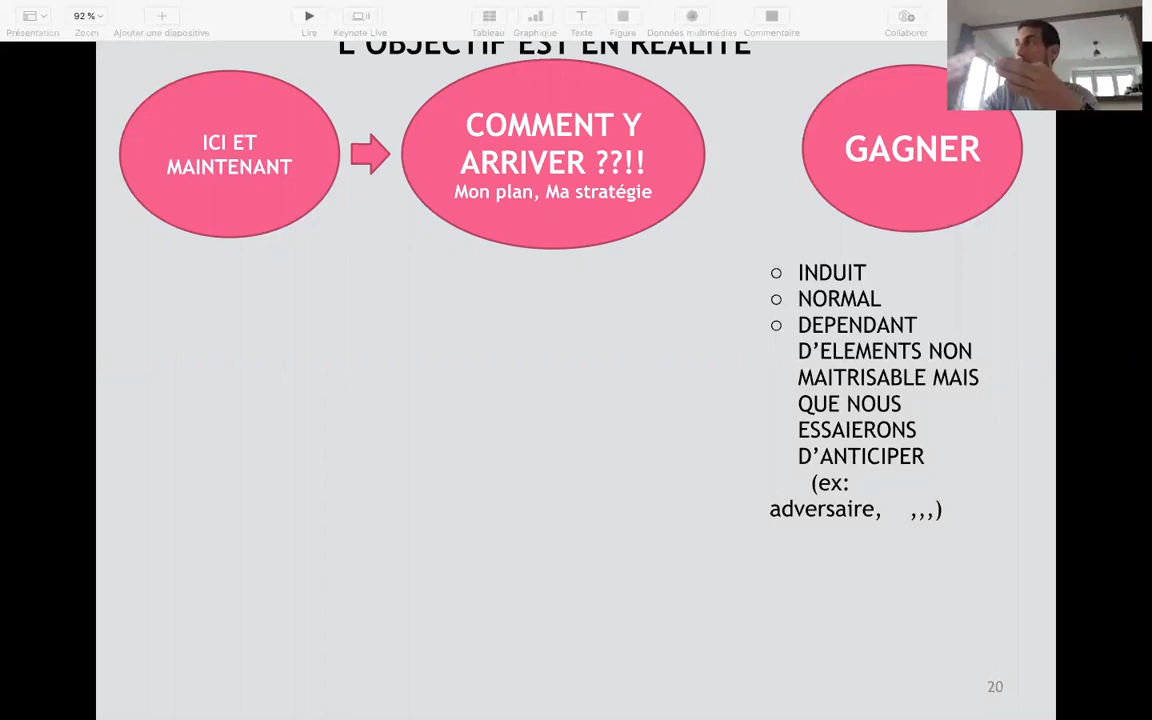 Présentation
92 %
Zoom
Ajouter une diapositive
Lire
Keynote Live
Tableau
Graphique
Texte
Figure
Données multimédias
Commentaire
Collaborer
L'OBJECTIF EST EN REALITE
ICI ET
MAINTENANT
COMMENT Y
ARRIVER ??!!
Mon plan, Ma stratégie
GAGNER
○ INDUIT
○ NORMAL
○ DEPENDANT
D’ELEMENTS NON
MAITRISABLE MAIS
QUE NOUS
ESSAIERONS
D’ANTICIPER
(ex:
adversaire, ,,,)
20